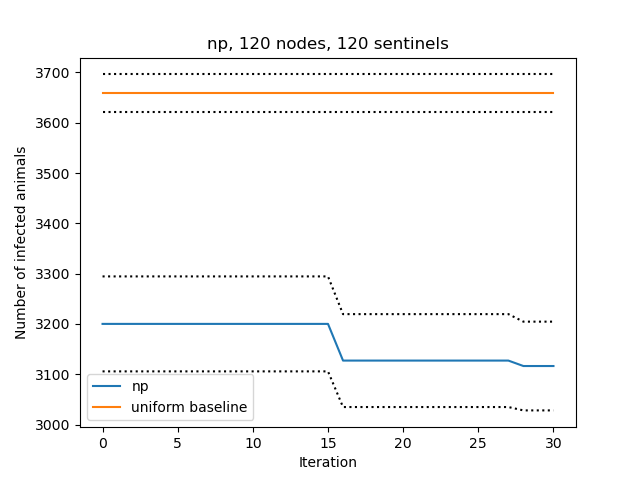 np, 120 nodes, 120 sentinels
Number of infected animals
3700
3600
3500
3400
3300
3200
3100
3000
np
uniform baseline
0 5 10 15 20 25 30
Iteration